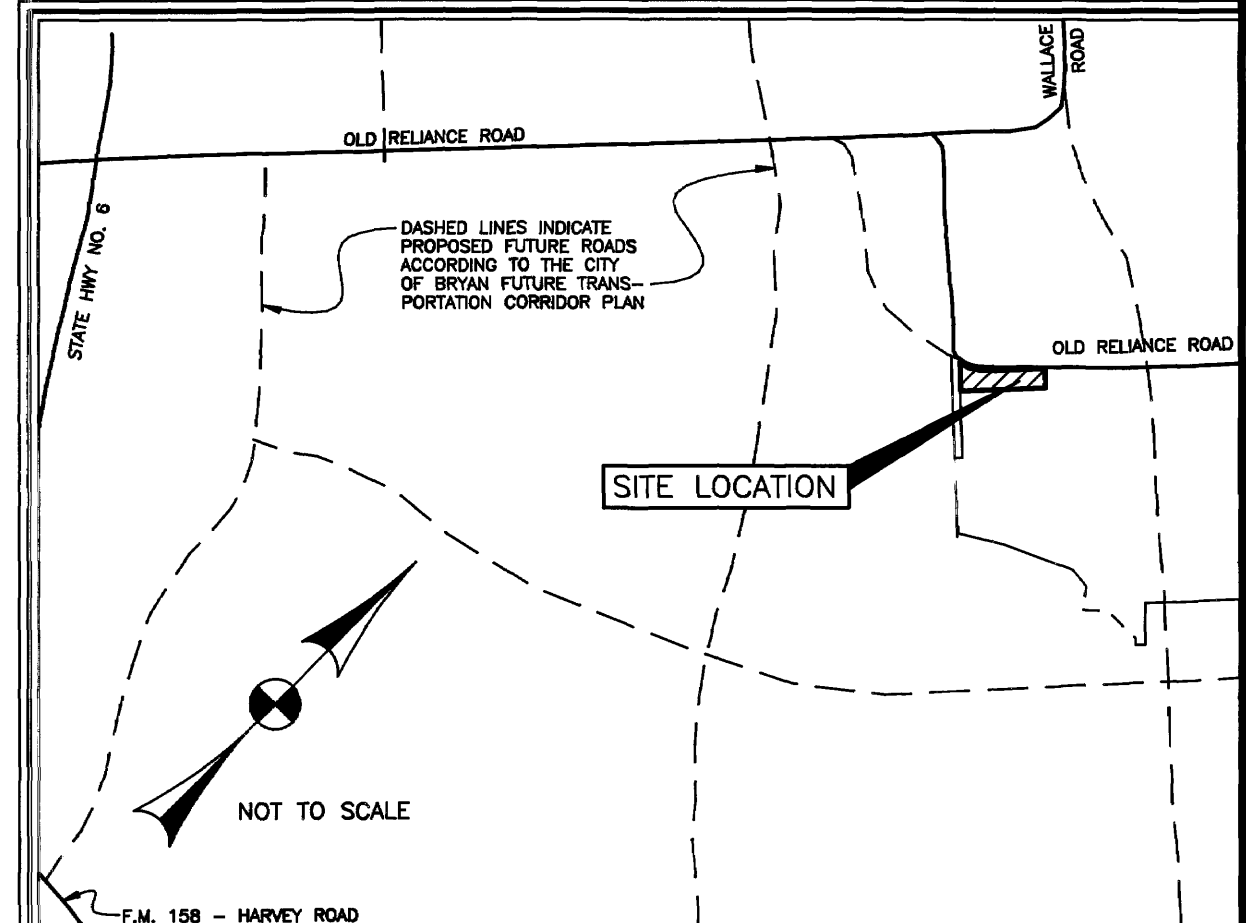 WALLACE
ROAD
OLD RELIANCE ROAD
STATE HWY NO. 6
DASHED LINES INDICATE
PROPOSED FUTURE ROADS
ACCORDING TO THE CITY
OF BRYAN FUTURE TRANS-
PORTATION CORRIDOR PLAN
OLD RELIANCE ROAD
SITE LOCATION
NOT TO SCALE
F.M. 158 - HARVEY ROAD